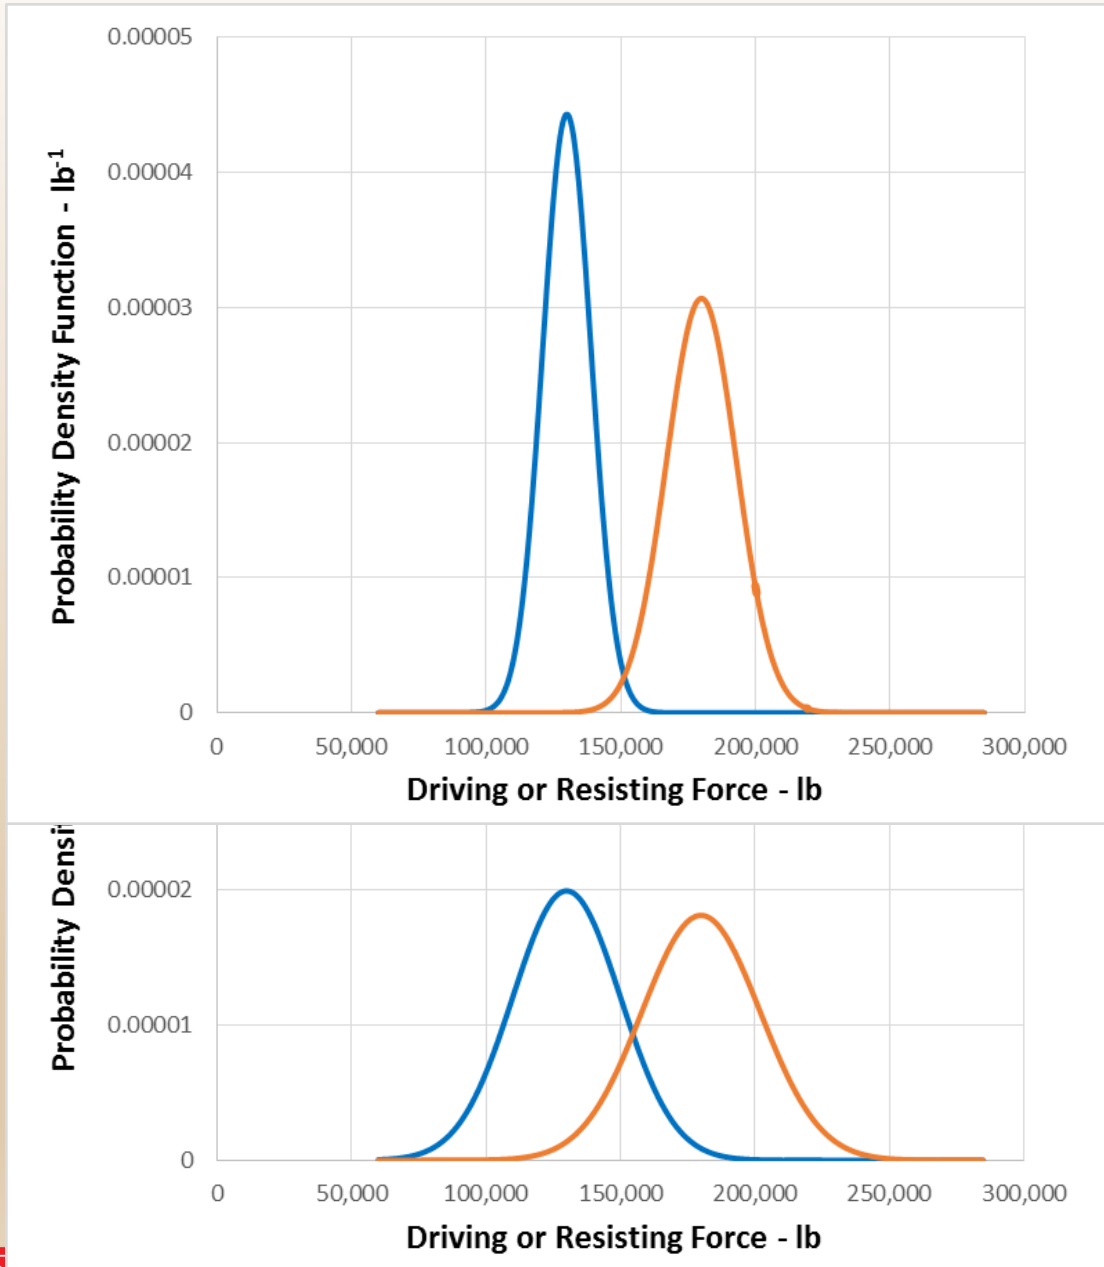 Probability Density Function - lb⁻¹
0.00005
0.00004
0.00003
0.00002
0.00001
0
0 50,000 100,000 150,000 200,000 250,000 300,000
Driving or Resisting Force - lb
Probability Densi
0.00002
0.00001
0
0 50,000 100,000 150,000 200,000 250,000 300,000
Driving or Resisting Force - lb